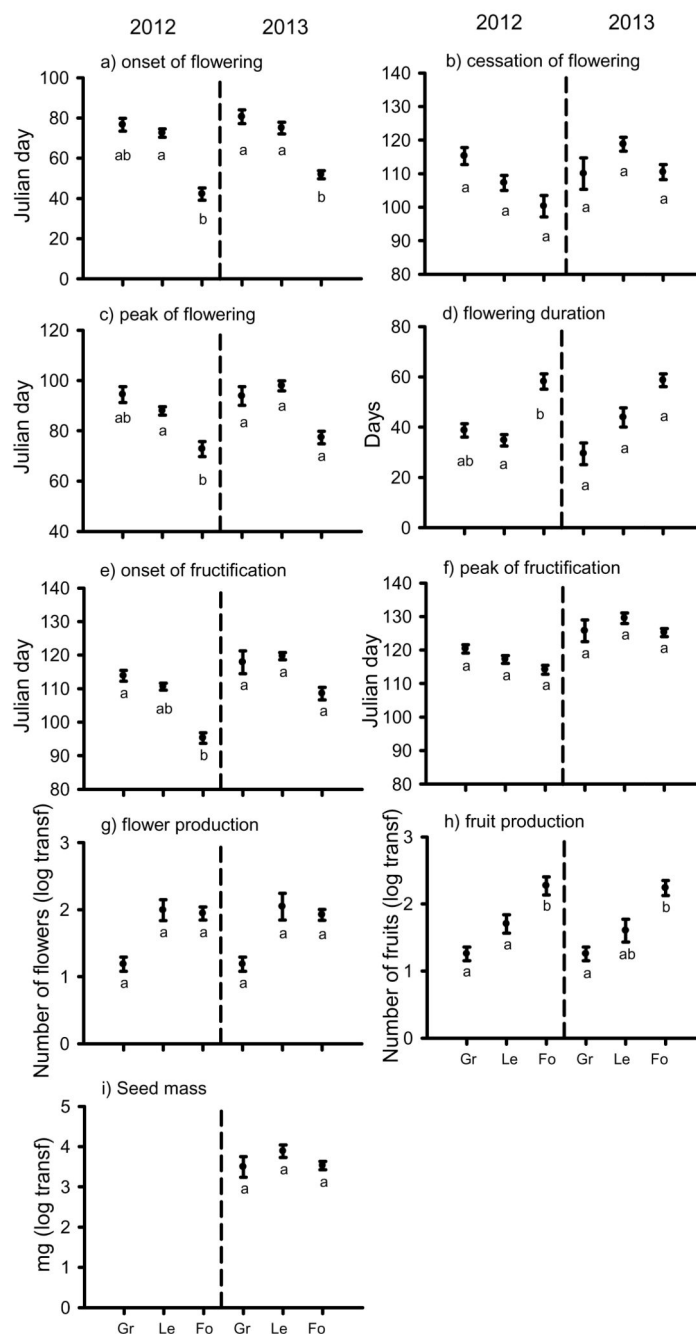 2012 2013 2012 2013
a) onset of flowering
100
80
60
40
20
0
Julian day
ab a b a a b
b) cessation of flowering
140
130
120
110
100
90
80
a a a a a a
c) peak of flowering
120
100
80
60
40
Julian day
ab a b a a a
d) flowering duration
80
60
40
20
0
Days
ab a b a a a
e) onset of fructification
140
130
120
110
100
90
80
Julian day
a ab b a a a
f) peak of fructification
140
130
120
110
100
90
80
Julian day
a a a a a a
g) flower production
3
2
1
0
Number of flowers (log transf)
a a a a a a
h) fruit production
3
2
1
0
Number of fruits (log transf)
a a b a ab b
Gr Le Fo Gr Le Fo
i) Seed mass
5
4
3
2
1
0
mg (log transf)
a a a
Gr Le Fo Gr Le Fo